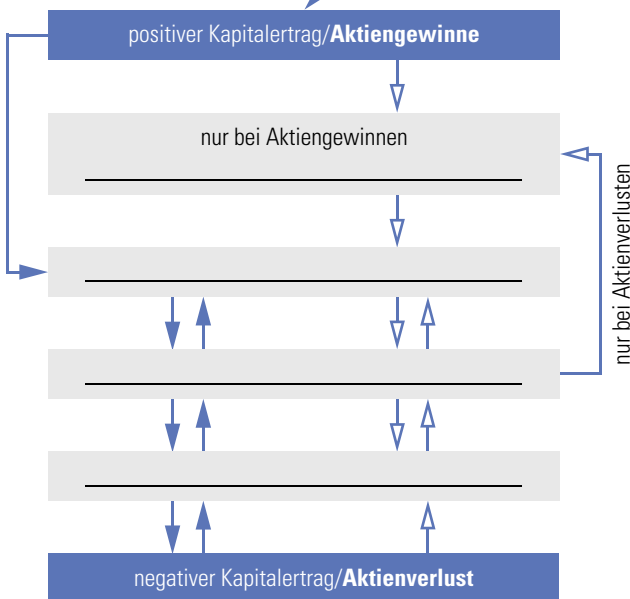 positiver Kapitalertrag/Aktiengewinne
nur bei Aktiengewinnen
nur bei Aktienverlusten
negativer Kapitalertrag/Aktienverlust